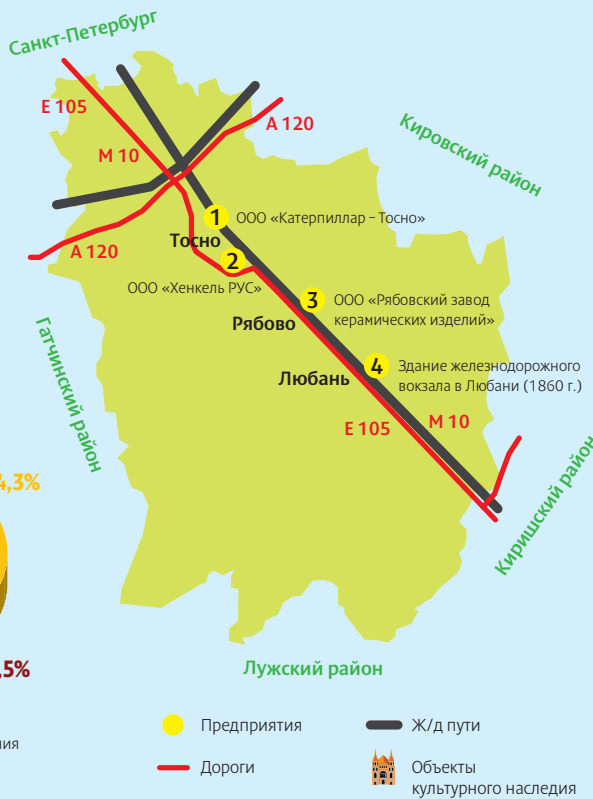 Санкт-Петербург
Е 105
М 10
А 120
Кировский район
1
ООО «Катерпиллар – Тосно»
Тосно
А 120
2
ООО «Хенкель РУС»
3
ООО «Рябовский завод
керамических изделий»
Рябово
Гатчинский район
4
Здание железнодорожного
вокзала в Любани (1860 г.)
Любань
Е 105
М 10
4,3%
Киришский район
,5%
Лужский район
Предприятия
Ж/д пути
Дороги
Объекты
культурного наследия